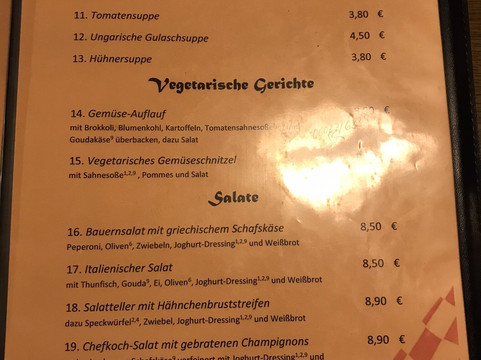 11. Tomatensuppe 3,80 €
12. Ungarische Gulaschsuppe 4,50 €
13. Hühnersuppe 3,80 €
Vegetarische Gerichte
14. Gemüse-Auflauf €
mit Brokkoli, Blumenkohl, Kartoffeln, Tomatensahnesoße und
Goudakäse⁹ überbacken, dazu Salat
15. Vegetarisches Gemüseschnitzel
mit Sahnesoße¹,²,⁹ , Pommes und Salat
Salate
16. Bauernsalat mit griechischem Schafskäse 8,50 €
Peperoni, Oliven⁶, Zwiebeln, Joghurt-Dressing¹,²,⁹ und Weißbrot
17. Italienischer Salat 8,50 €
mit Thunfisch, Gouda⁹, Ei, Oliven⁶, Joghurt-Dressing¹,²,⁹ und Weißbrot
18. Salatteller mit Hähnchenbruststreifen 8,90 €
dazu Speckwürfel²,⁴, Zwiebel, Joghurt-Dressing¹,²,⁹ und Weißbrot
19. Chefkoch-Salat mit gebratenen Champignons 8,90 €